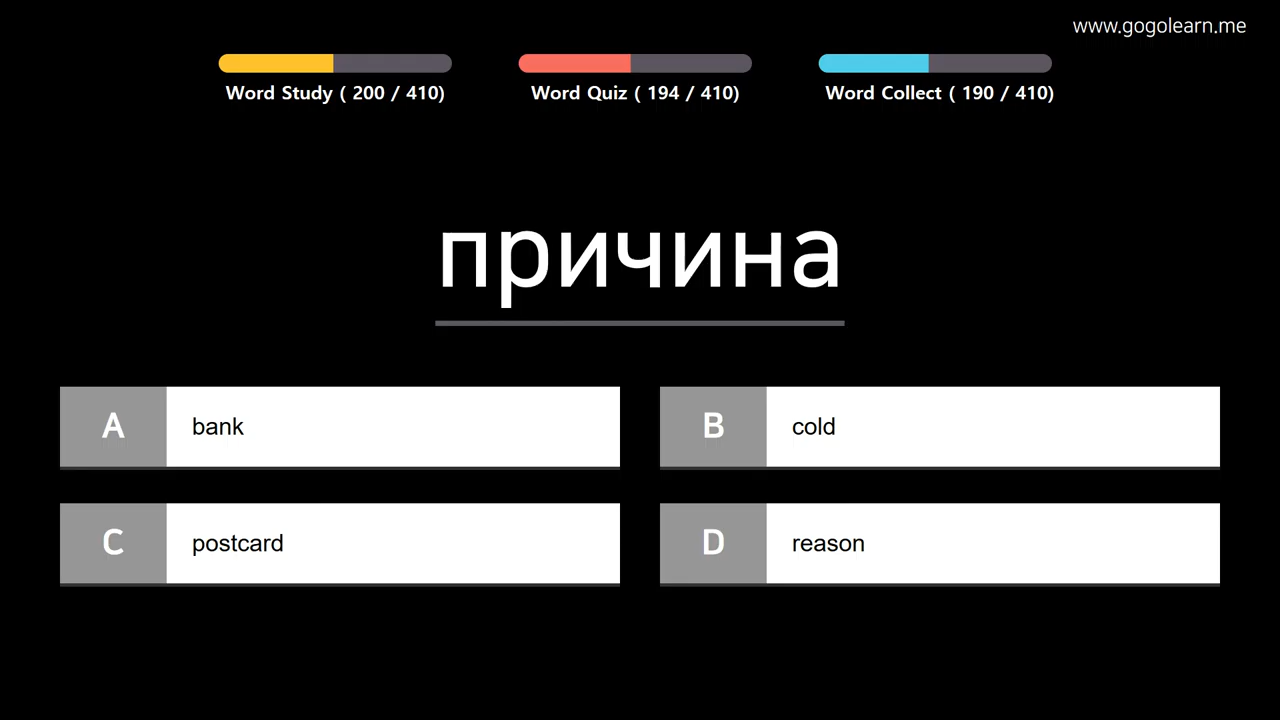 www.gogolearn.me
Word Study ( 200 / 410)
Word Quiz ( 194 / 410)
Word Collect ( 190 / 410)
причина
A bank
B cold
C postcard
D reason